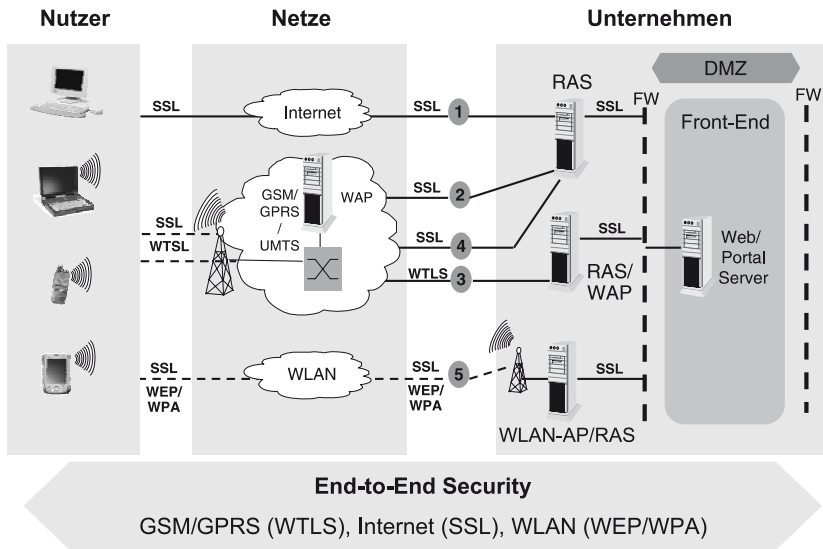 Nutzer
Netze
Unternehmen
DMZ
RAS
FW
FW
SSL
Internet
SSL
1
SSL
Front-End
GSM/
GPRS
/
UMTS
WAP
SSL
2
SSL
WTSL
SSL
4
WTLS
3
SSL
RAS/
WAP
Web/
Portal
Server
SSL
WEP/
WPA
WLAN
SSL
WEP/
WPA
5
SSL
WLAN-AP/RAS
End-to-End Security
GSM/GPRS (WTLS), Internet (SSL), WLAN (WEP/WPA)